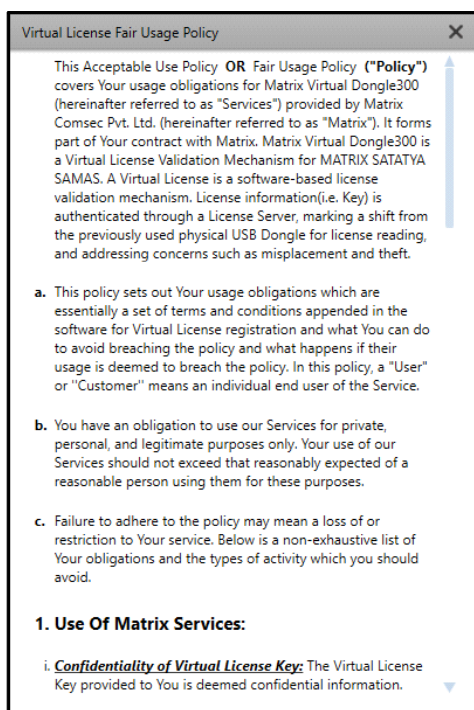 Virtual License Fair Usage Policy
This Acceptable Use Policy OR Fair Usage Policy ("Policy")
covers Your usage obligations for Matrix Virtual Dongle300
(hereinafter referred to as "Services") provided by Matrix
Comsec Pvt. Ltd. (hereinafter referred to as "Matrix"). It forms
part of Your contract with Matrix. Matrix Virtual Dongle300 is
a Virtual License Validation Mechanism for MATRIX SATATYA
SAMAS. A Virtual License is a software-based license
validation mechanism. License information(i.e. Key) is
authenticated through a License Server, marking a shift from
the previously used physical USB Dongle for license reading,
and addressing concerns such as misplacement and theft.
a. This policy sets out Your usage obligations which are
essentially a set of terms and conditions appended in the
software for Virtual License registration and what You can do
to avoid breaching the policy and what happens if their
usage is deemed to breach the policy. In this policy, a "User"
or "Customer" means an individual end user of the Service.
b. You have an obligation to use our Services for private,
personal, and legitimate purposes only. Your use of our
Services should not exceed that reasonably expected of a
reasonable person using them for these purposes.
c. Failure to adhere to the policy may mean a loss of or
restriction to Your service. Below is a non-exhaustive list of
Your obligations and the types of activity which you should
avoid.
1. Use Of Matrix Services:
i. Confidentiality of Virtual License Key: The Virtual License
Key provided to You is deemed confidential information.